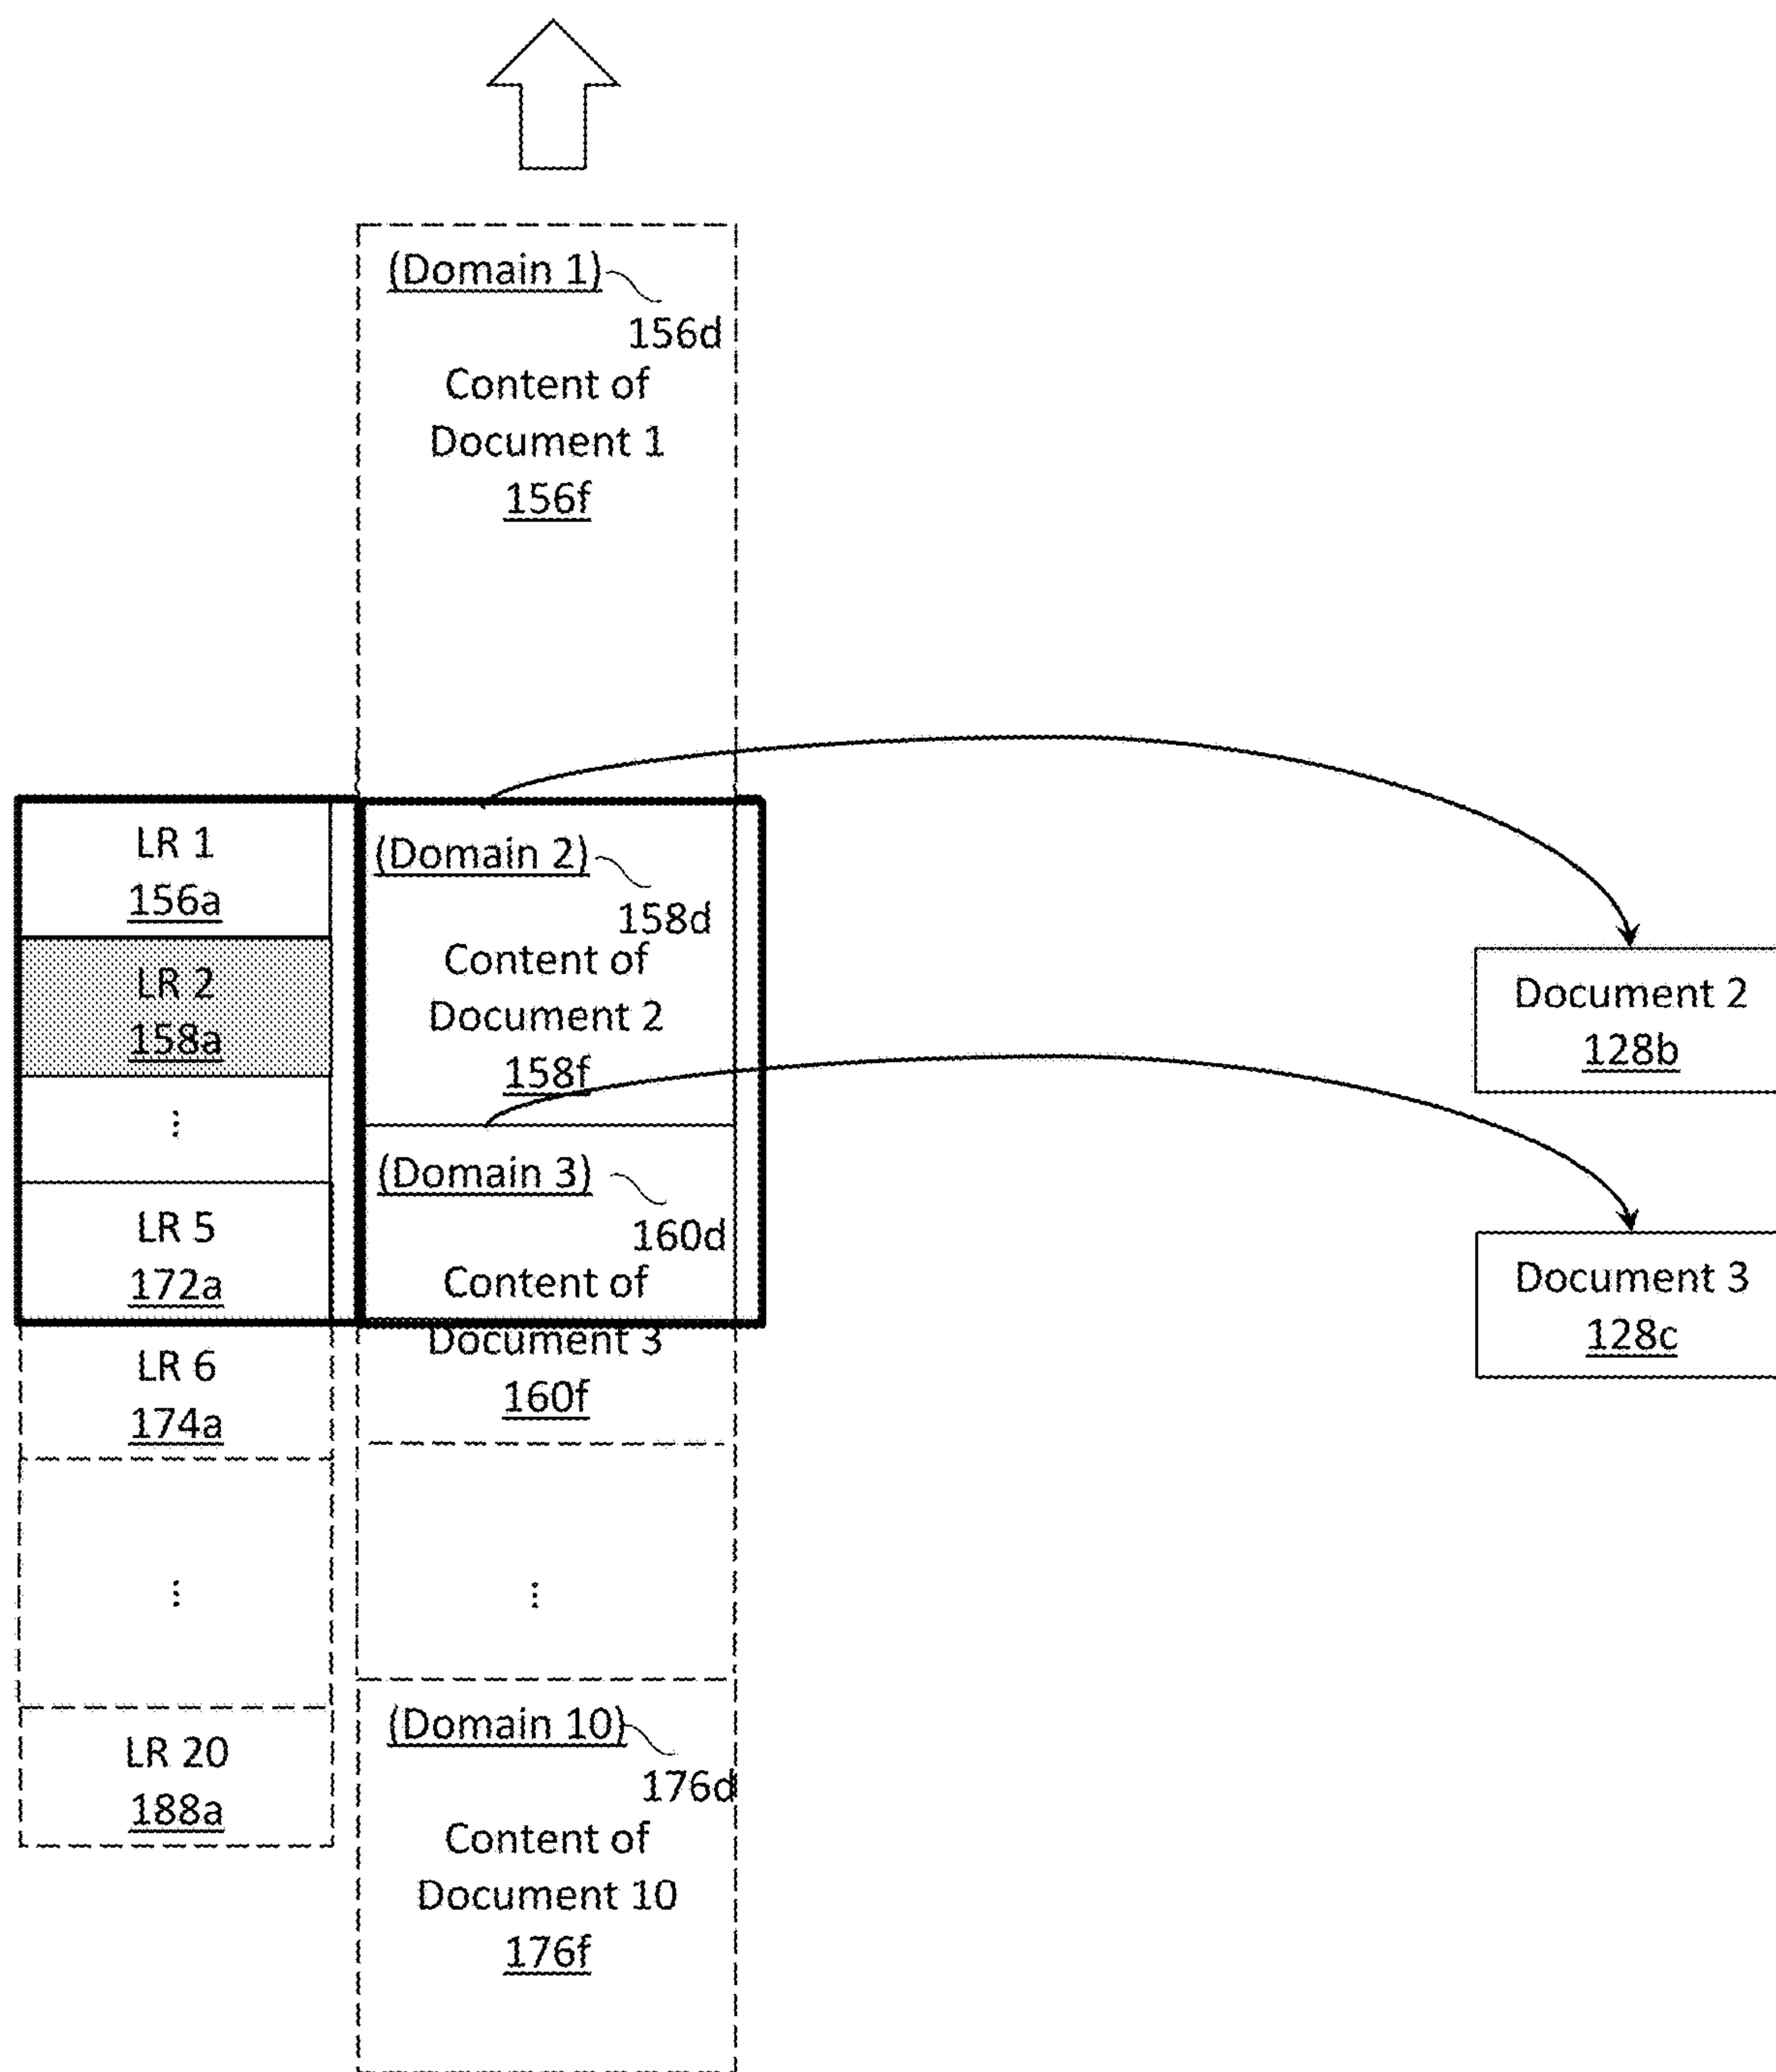 (Domain 1)
156d
Content of
Document 1
156f
LR 1
156a
LR 2
158a
⋮
LR 5
172a
LR 6
174a
⋮
LR 20
188a
(Domain 2)
158d
Content of
Document 2
158f
(Domain 3)
160d
Content of
Document 3
160f
⋮
(Domain 10)
176d
Content of
Document 10
176f
Document 2
128b
Document 3
128c